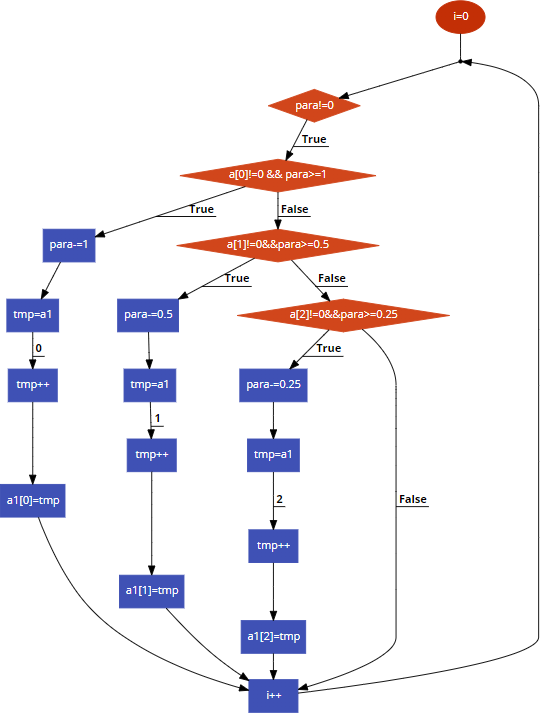 i=0
para!=0
True
a[0]!=0 && para>=1
True
False
para-=1
a[1]!=0&&para>=0.5
True
False
tmp=a1
para-=0.5
a[2]!=0&&para>=0.25
0
True
tmp++
tmp=a1
para-=0.25
1
tmp++
tmp=a1
a1[0]=tmp
2
False
tmp++
a1[1]=tmp
a1[2]=tmp
i++